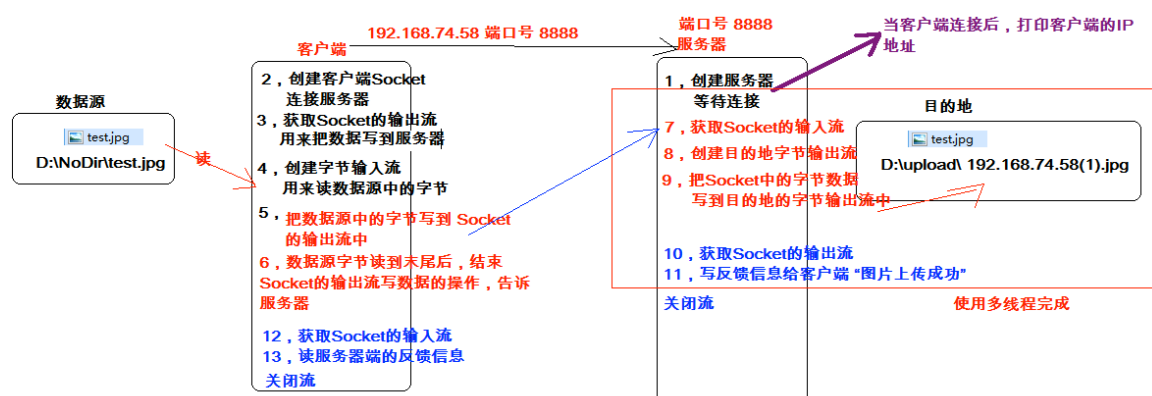 192.168.74.58 端口号 8888
客户端
端口号 8888
服务器
当客户端连接后，打印客户端的IP
地址
数据源
test.jpg
D:\NoDir\test.jpg
读
2，创建客户端Socket
连接服务器
3，获取Socket的输出流
用来把数据写到服务器
4，创建字节输入流
用来读数据源中的字节
5，把数据源中的字节写到 Socket
的输出流中
6，数据源字节读到末尾后，结束
Socket的输出流写数据的操作，告诉
服务器
12，获取Socket的输入流
13，读服务器端的反馈信息
关闭流
1，创建服务器
等待连接
7，获取Socket的输入流
8，创建目的地字节输出流
9，把Socket中的字节数据
写到目的地的字节输出流中
10，获取Socket的输出流
11，写反馈信息给客户端 “图片上传成功”
关闭流
目的地
test.jpg
D:\upload\ 192.168.74.58(1).jpg
使用多线程完成